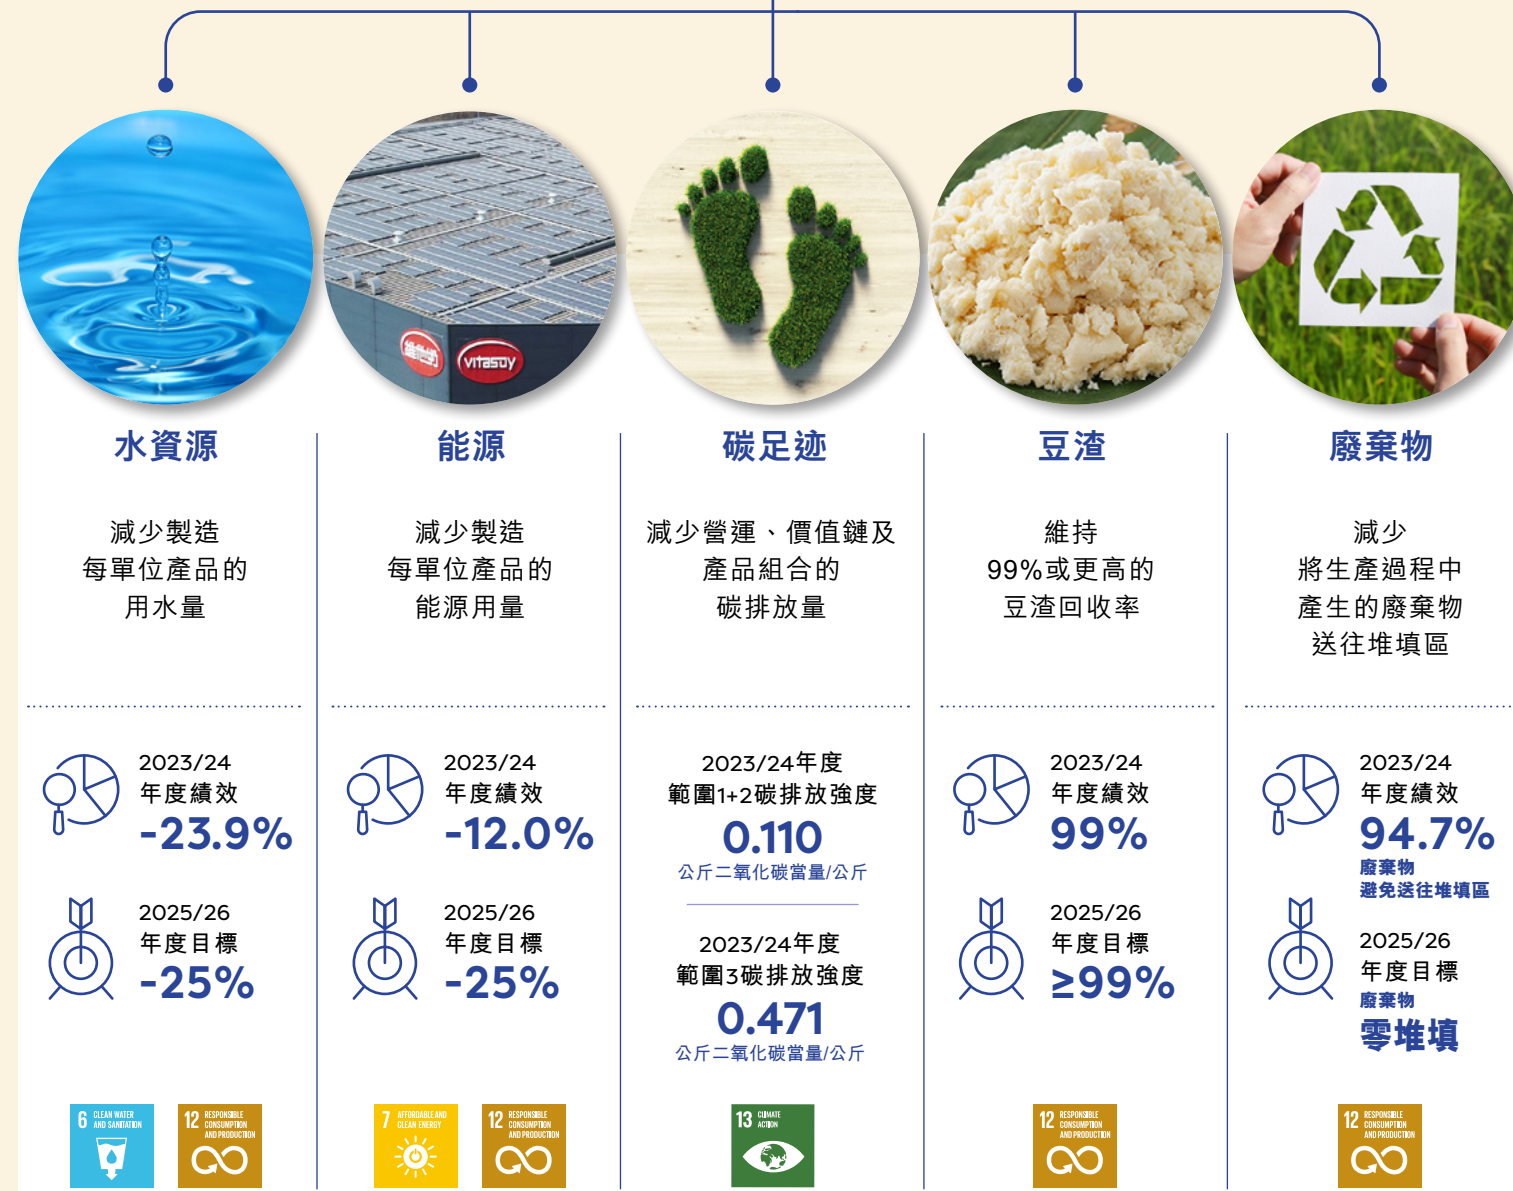 維他奶
vitasoy
水資源
減少製造
每單位產品的
用水量
2023/24
年度績效
-23.9%
2025/26
年度目標
-25%
6 CLEAN WATER
AND SANITATION
12 RESPONSIBLE
CONSUMPTION
AND PRODUCTION
能源
減少製造
每單位產品的
能源用量
2023/24
年度績效
-12.0%
2025/26
年度目標
-25%
7 AFFORDABLE AND
CLEAN ENERGY
12 RESPONSIBLE
CONSUMPTION
AND PRODUCTION
碳足迹
減少營運、價值鏈及
產品組合的
碳排放量
2023/24年度
範圍1+2碳排放強度
0.110
公斤二氧化碳當量/公斤
2023/24年度
範圍3碳排放強度
0.471
公斤二氧化碳當量/公斤
13 CLIMATE
ACTION
豆渣
維持
99%或更高的
豆渣回收率
2023/24
年度績效
99%
2025/26
年度目標
≥99%
12 RESPONSIBLE
CONSUMPTION
AND PRODUCTION
廢棄物
減少
將生產過程中
產生的廢棄物
送往堆填區
2023/24
年度績效
94.7%
廢棄物
避免送往堆填區
2025/26
年度目標
廢棄物
零堆填
12 RESPONSIBLE
CONSUMPTION
AND PRODUCTION